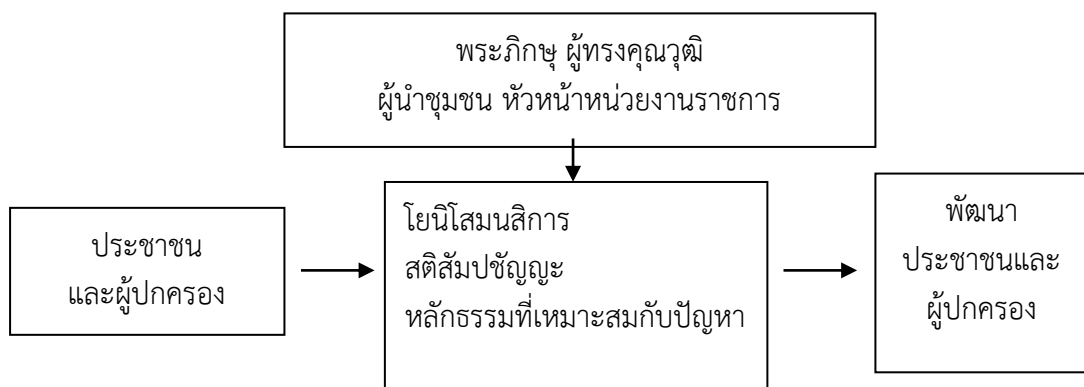 พระภิกษุ ผู้ทรงคุณวุฒิ
ผู้นำชุมชน หัวหน้าหน่วยงานราชการ
ประชาชน
และผู้ปกครอง
โยนิโสมนสิการ
สติสัมปชัญญะ
หลักธรรมที่เหมาะสมกับปัญหา
พัฒนา
ประชาชนและ
ผู้ปกครอง